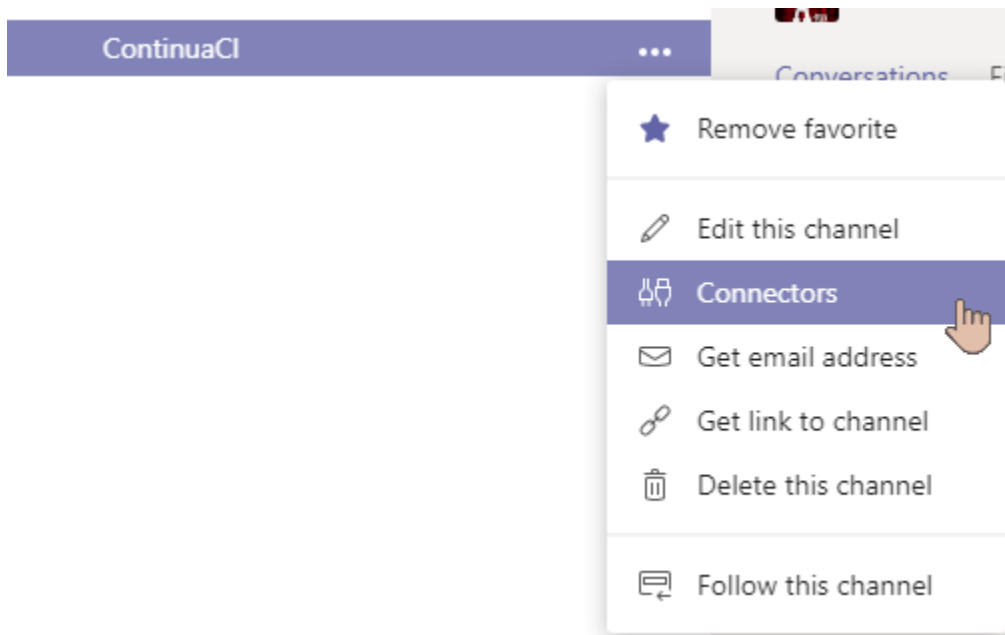 ContinuaCI
Conversations
Remove favorite
Edit this channel
Connectors
Get email address
Get link to channel
Delete this channel
Follow this channel